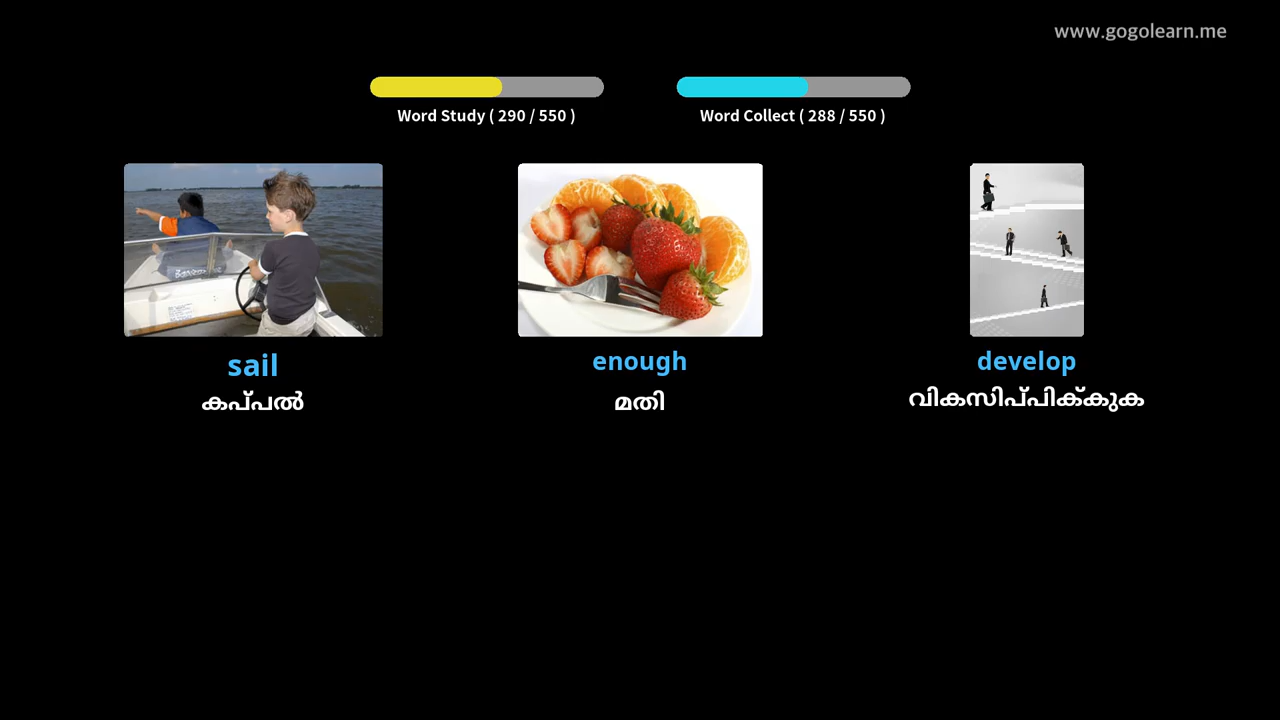 www.gogolearn.me
Word Study ( 290 / 550 )
Word Collect ( 288 / 550 )
sail
enough
develop
കപ്പൽ
മതി
വികസിപ്പിക്കുക